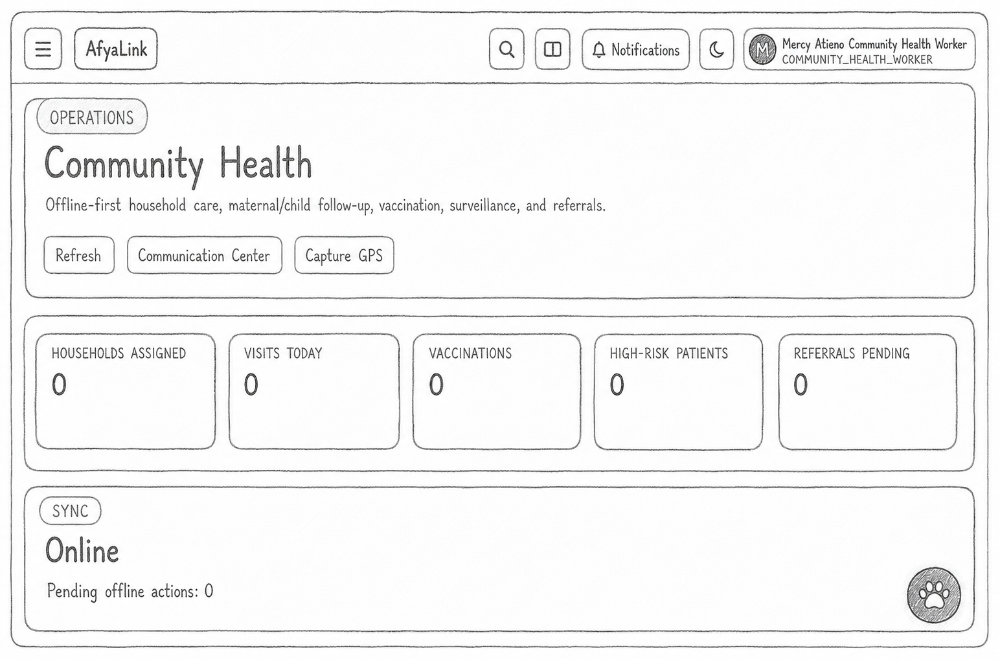 AfyaLink
Notifications
M
Mercy Atieno Community Health Worker
COMMUNITY_HEALTH_WORKER
OPERATIONS
Community Health
Offline-first household care, maternal/child follow-up, vaccination, surveillance, and referrals.
Refresh
Communication Center
Capture GPS
HOUSEHOLDS ASSIGNED
0
VISITS TODAY
0
VACCINATIONS
0
HIGH-RISK PATIENTS
0
REFERRALS PENDING
0
SYNC
Online
Pending offline actions: 0